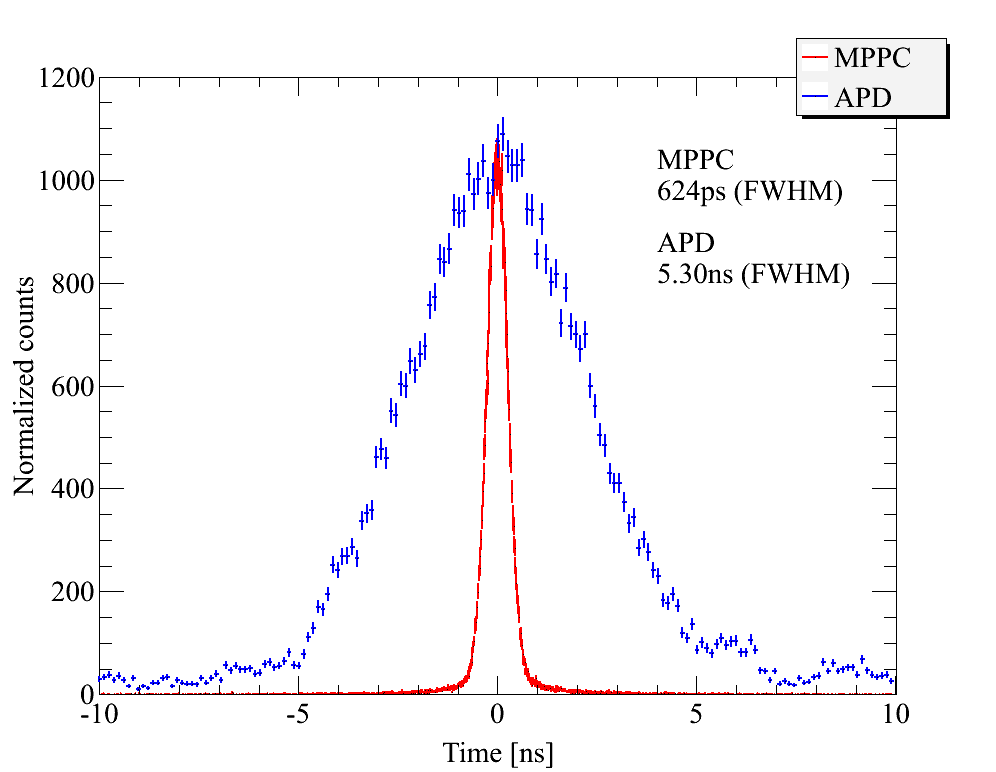 MPPC
APD
1200
1000
800
600
400
200
0
MPPC
624ps (FWHM)
APD
5.30ns (FWHM)
Normalized counts
-10
-5
0
5
10
Time [ns]